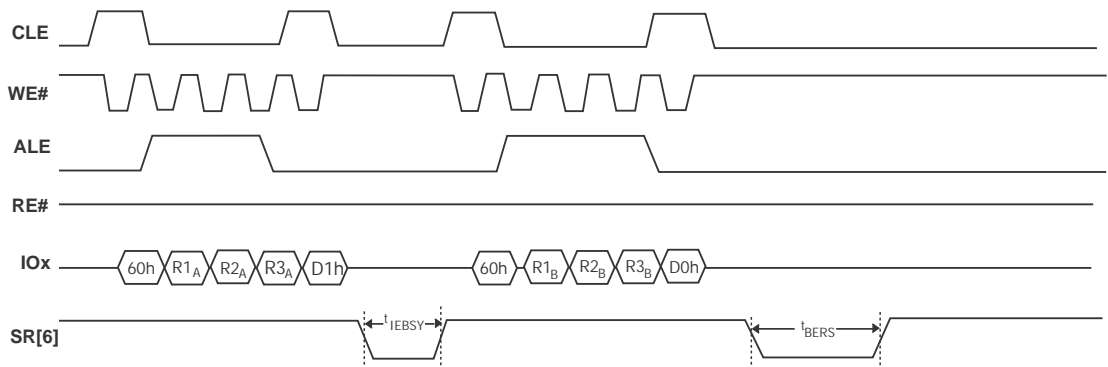 CLE
WE#
ALE
RE#
IOx 60h R1A R2A R3A D1h 60h R1B R2B R3B D0h
SR[6] tIEBSY tBERS